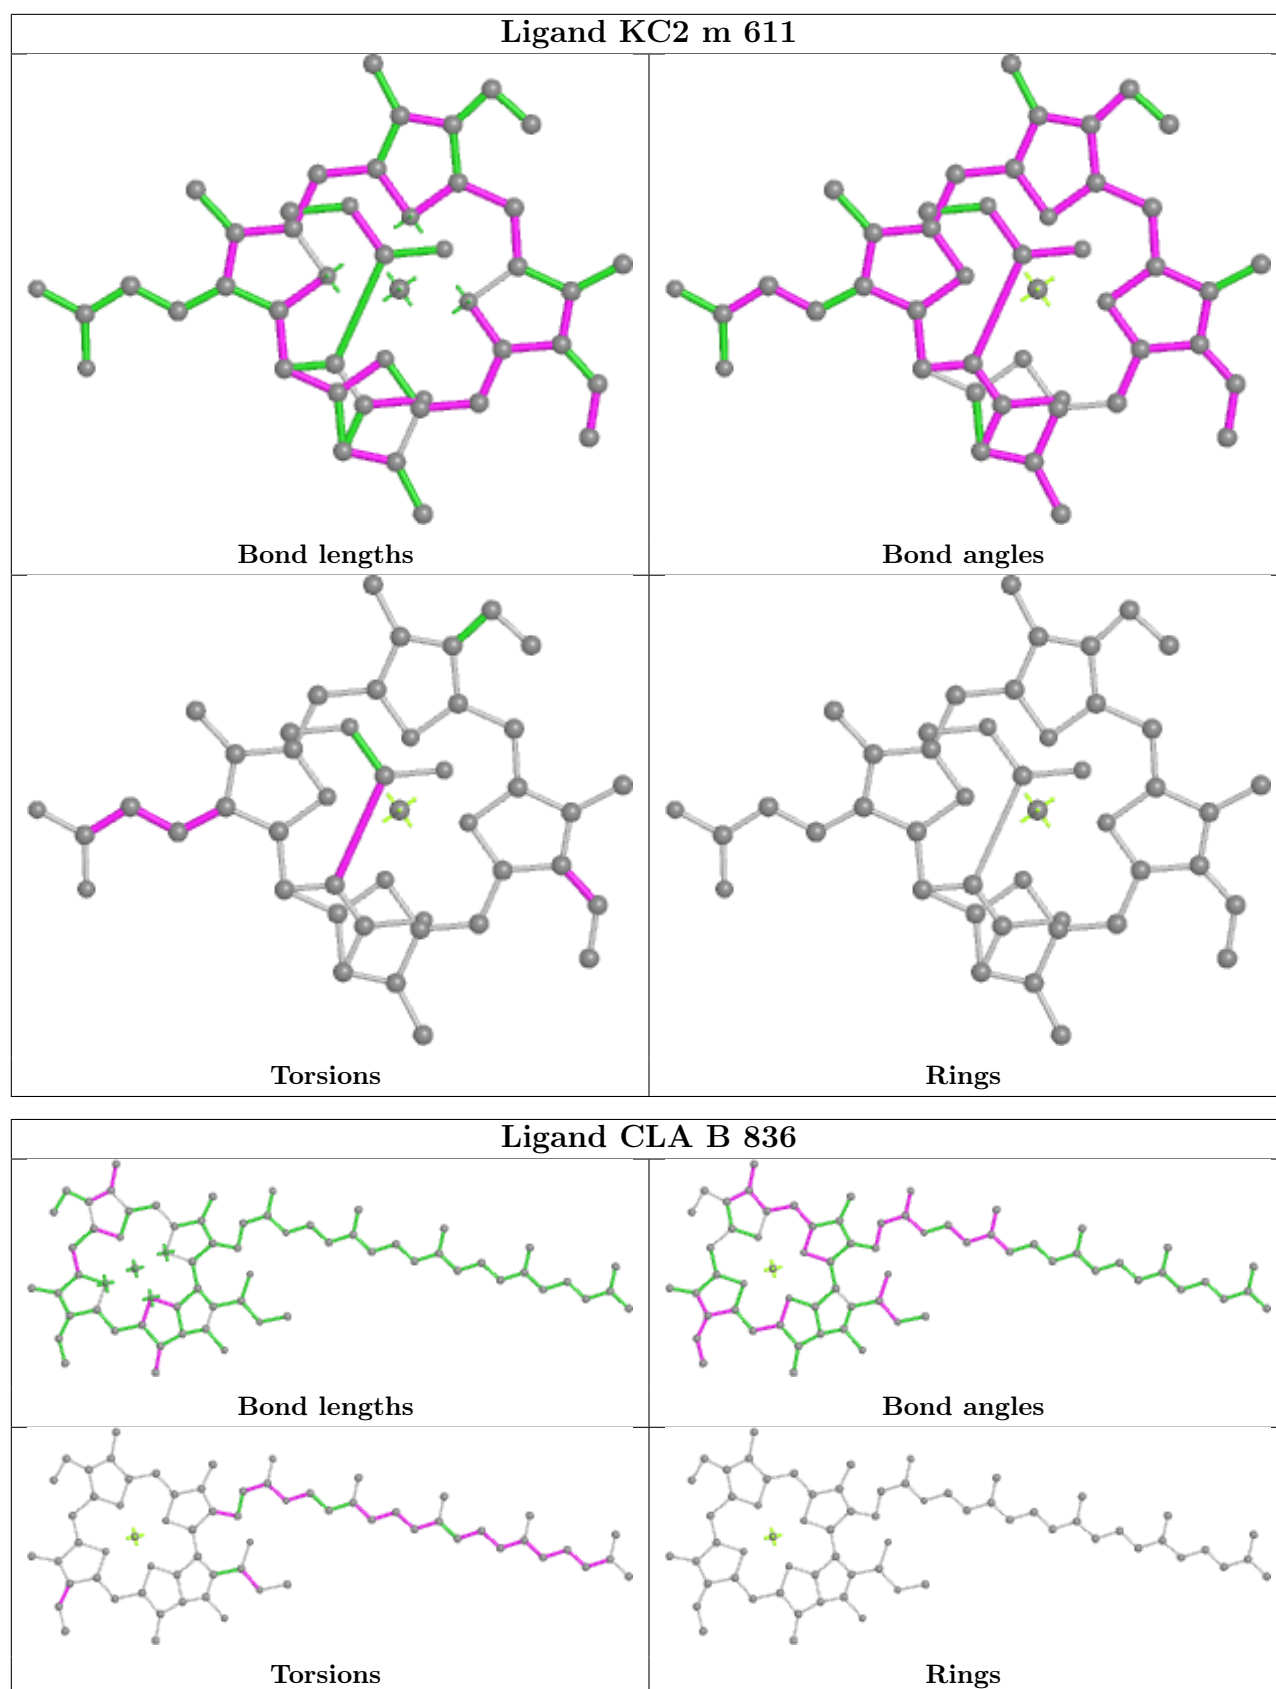 Ligand KC2 m 611
Bond lengths
Bond angles
Torsions
Rings
Ligand CLA B 836
Bond lengths
Bond angles
Torsions
Rings